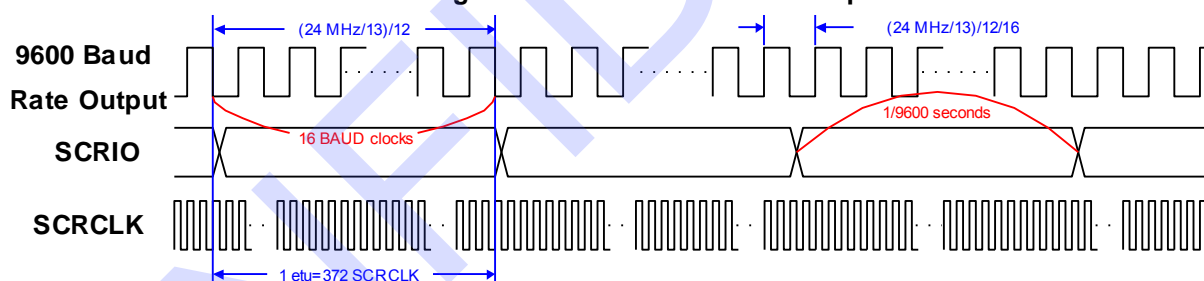 (24 MHz/13)/12
(24 MHz/13)/12/16
9600 Baud
Rate Output
16 BAUD clocks
1/9600 seconds
SCRIO
SCRCLK
1 etu=372 SCRCLK